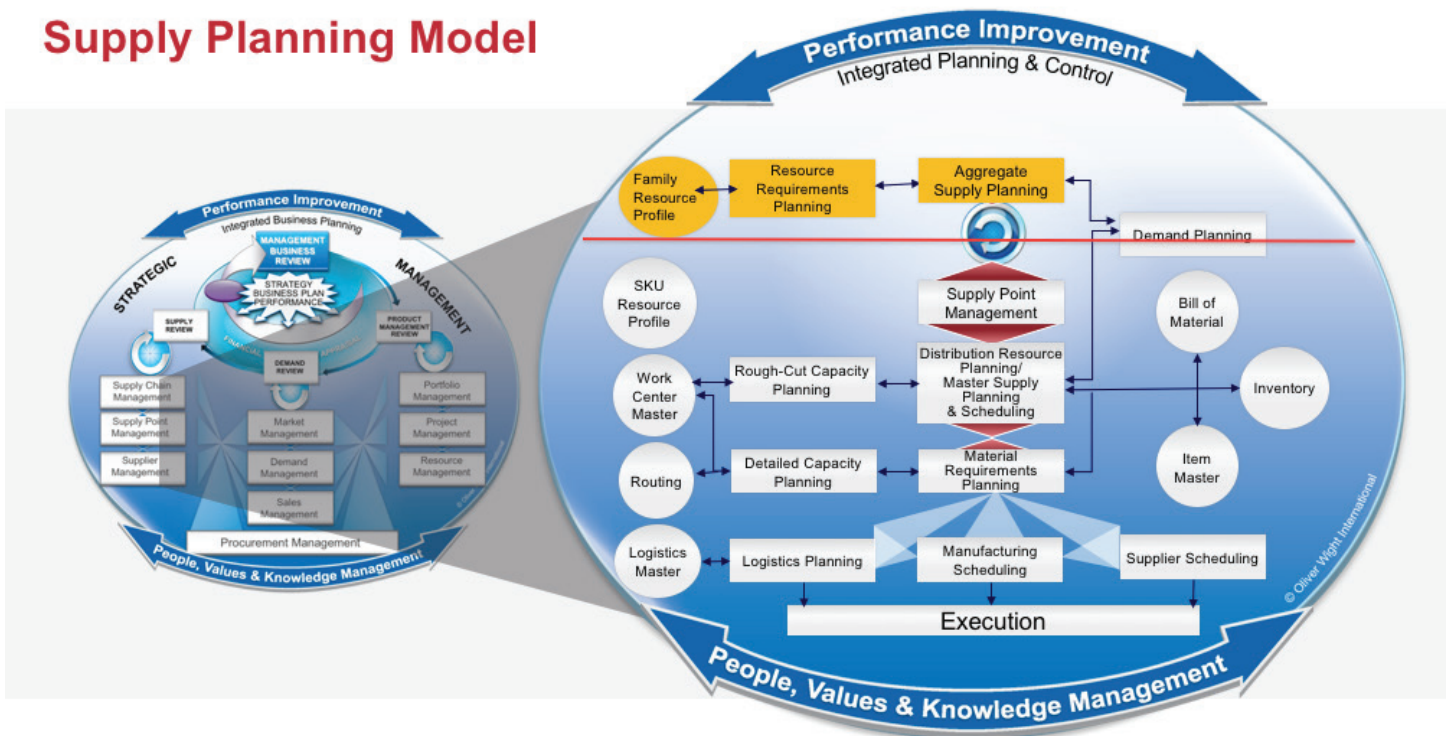 Supply Planning Model
Performance Improvement
Integrated Business Planning
MANAGEMENT
BUSINESS
REVIEW
STRATEGIC
MANAGEMENT
STRATEGY
BUSINESS PLAN
PERFORMANCE
SUPPLY
REVIEW
PRODUCT
MANAGEMENT
REVIEW
FINANCIAL
APPRAISAL
DEMAND
REVIEW
Supply Chain
Management
Supply Point
Management
Supplier
Management
Market
Management
Demand
Management
Sales
Management
Portfolio
Management
Project
Management
Resource
Management
Procurement Management
People, Values & Knowledge Management
Performance Improvement
Integrated Planning & Control
Family
Resource
Profile
Resource
Requirements
Planning
Aggregate
Supply Planning
Demand Planning
SKU
Resource
Profile
Supply Point
Management
Bill of
Material
Work
Center
Master
Rough-Cut Capacity
Planning
Distribution Resource
Planning/
Master Supply
Planning
& Scheduling
Inventory
Routing
Detailed Capacity
Planning
Material
Requirements
Planning
Item
Master
Logistics
Master
Logistics Planning
Manufacturing
Scheduling
Supplier Scheduling
Execution
© Oliver Wight International
People, Values & Knowledge Management